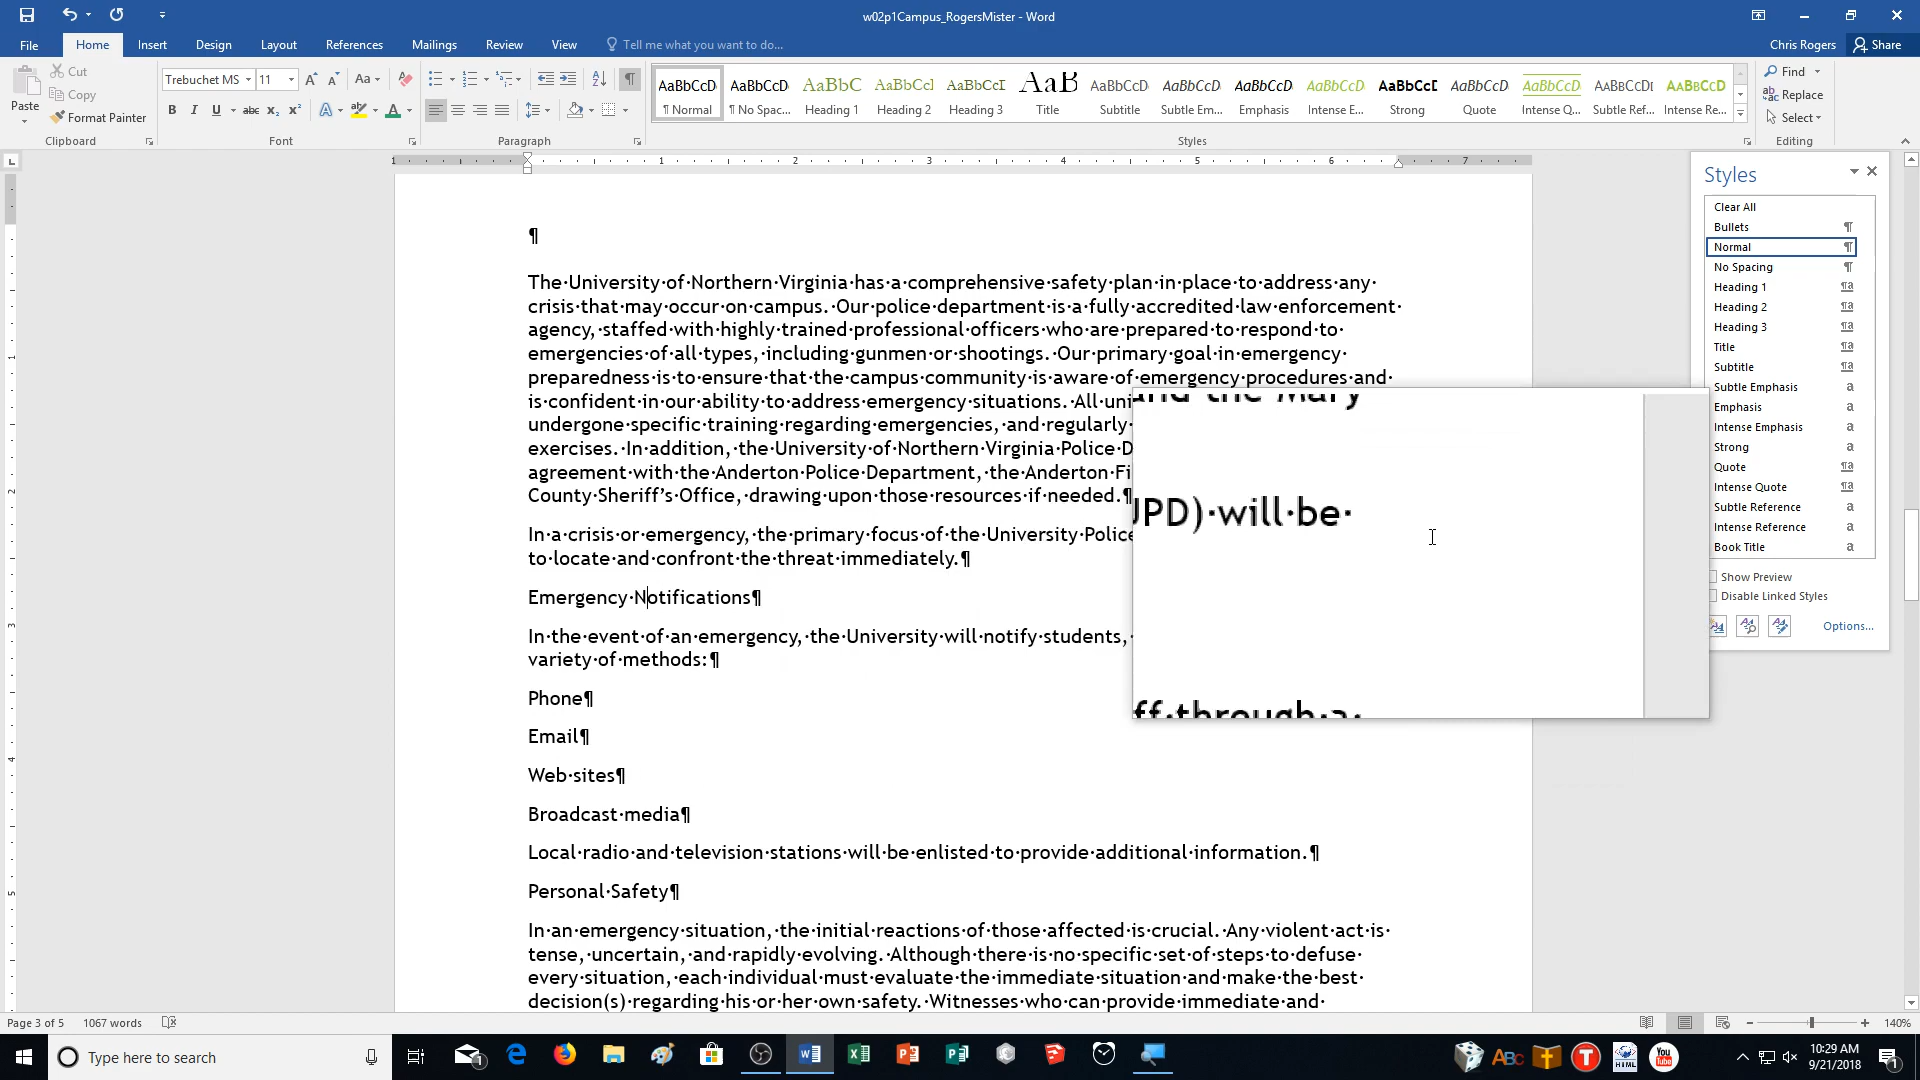 w02p1Campus_RogersMister - Word
File Home Insert Design Layout References Mailings Review View Tell me what you want to do... Chris Rogers Share
Paste Cut Copy Format Painter
Trebuchet MS 11
AaBbCcD AaBbCcD AaBbC AaBbCcD AaBbCcD AaB AaBbCcD AaBbCcD AaBbCcD AaBbCcD AaBbCcD AaBbCcD AaBbCcD AaBbCcD AaBbCcD
¶ Normal ¶ No Spac... Heading 1 Heading 2 Heading 3 Title Subtitle Subtle Em... Emphasis Intense E... Strong Quote Intense Q... Subtle Ref... Intense Re...
Find
Replace
Select
Clipboard Font Paragraph Styles Editing
1 1 2 3 4 5 6 7
¶
The·University·of·Northern·Virginia·has·a·comprehensive·safety·plan·in·place·to·address·any·
crisis·that·may·occur·on·campus.·Our·police·department·is·a·fully·accredited·law·enforcement·
agency,·staffed·with·highly·trained·professional·officers·who·are·prepared·to·respond·to·
emergencies·of·all·types,·including·gunmen·or·shootings.·Our·primary·goal·in·emergency·
preparedness·is·to·ensure·that·the·campus·community·is·aware·of·emergency·procedures·and·
is·confident·in·our·ability·to·address·emergency·situations.·All·uni
undergone·specific·training·regarding·emergencies,·and·regularly·
exercises.·In·addition,·the·University·of·Northern·Virginia·Police·D
agreement·with·the·Anderton·Police·Department,·the·Anderton·Fi
County·Sheriff's·Office,·drawing·upon·those·resources·if·needed.¶
In·a·crisis·or·emergency,·the·primary·focus·of·the·University·Police
to·locate·and·confront·the·threat·immediately.¶
Emergency·Notifications¶
In·the·event·of·an·emergency,·the·University·will·notify·students,·
variety·of·methods:¶
Phone¶
Email¶
Web·sites¶
Broadcast·media¶
Local·radio·and·television·stations·will·be·enlisted·to·provide·additional·information.¶
Personal·Safety¶
In·an·emergency·situation,·the·initial·reactions·of·those·affected·is·crucial.·Any·violent·act·is·
tense,·uncertain,·and·rapidly·evolving.·Although·there·is·no·specific·set·of·steps·to·defuse·
every·situation,·each·individual·must·evaluate·the·immediate·situation·and·make·the·best·
decision(s)·regarding·his·or·her·own·safety.·Witnesses·who·can·provide·immediate·and·
and·the·Mary
JPD)·will·be·
ff·through·a·
Styles
Clear All
Bullets ¶
Normal ¶
No Spacing ¶
Heading 1 ¶a
Heading 2 ¶a
Heading 3 ¶a
Title ¶a
Subtitle ¶a
Subtle Emphasis a
Emphasis a
Intense Emphasis a
Strong a
Quote ¶a
Intense Quote ¶a
Subtle Reference a
Intense Reference a
Book Title a
Show Preview
Disable Linked Styles
Options...
Page 3 of 5 1067 words 140%
Type here to search
10:29 AM
9/21/2018